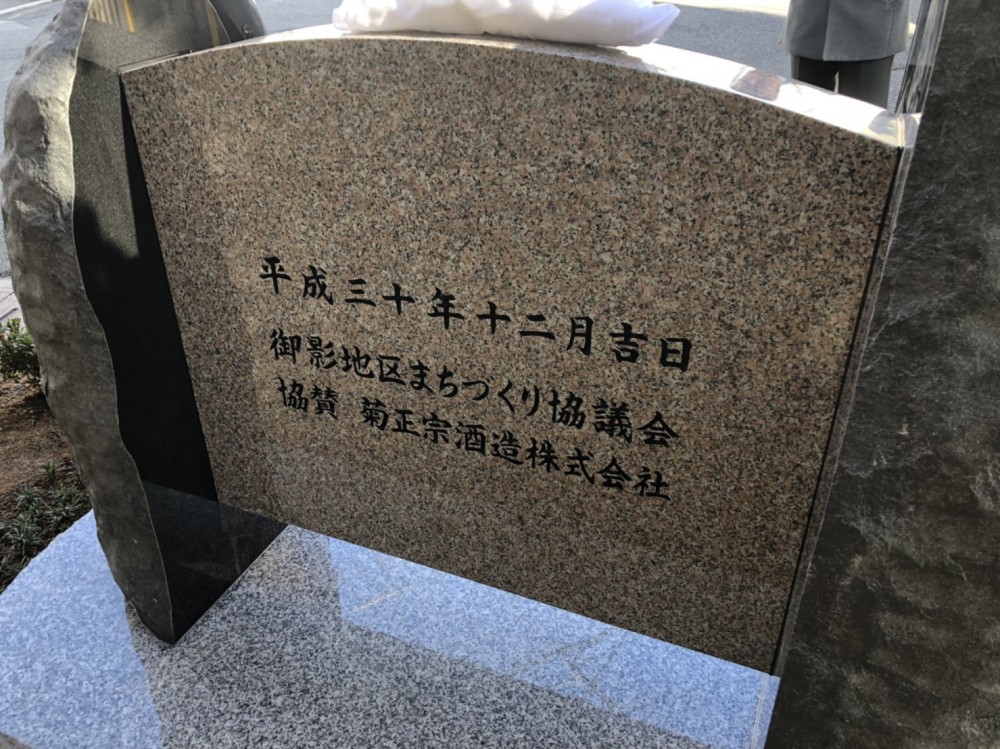 平成三十年十二月吉日
御影地区まちづくり協議会
協賛 菊正宗酒造株式会社